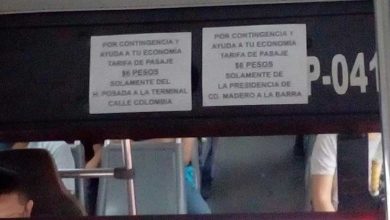 POR CONTINGENCIA Y
AYUDA A TU ECONOMIA
TARIFA DE PASAJE
$6 PESOS
SOLAMENTE DEL
H. POSADA A LA TERMINAL
CALLE COLOMBIA
POR CONTINGENCIA Y
AYUDA A TU ECONOMIA
TARIFA DE PASAJE
$6 PESOS
SOLAMENTE DE
LA PRESIDENCIA DE
CD. MADERO A LA BARRA
P-041